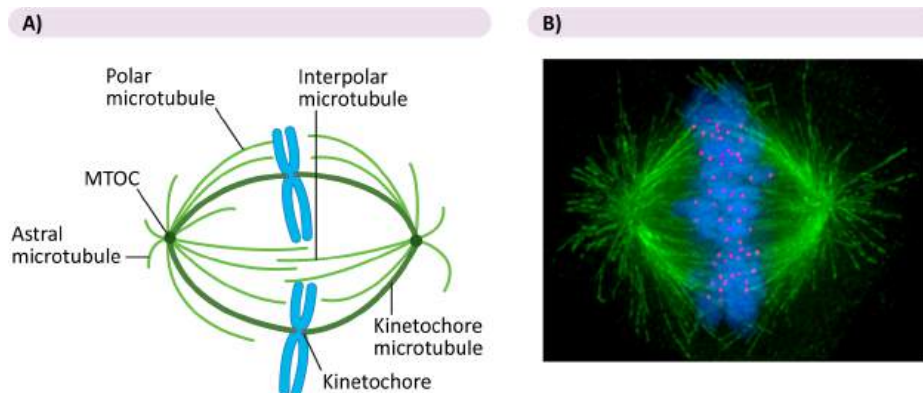 A)
B)
Polar
microtubule
Interpolar
microtubule
MTOC
Astral
microtubule
Kinetochore
microtubule
Kinetochore